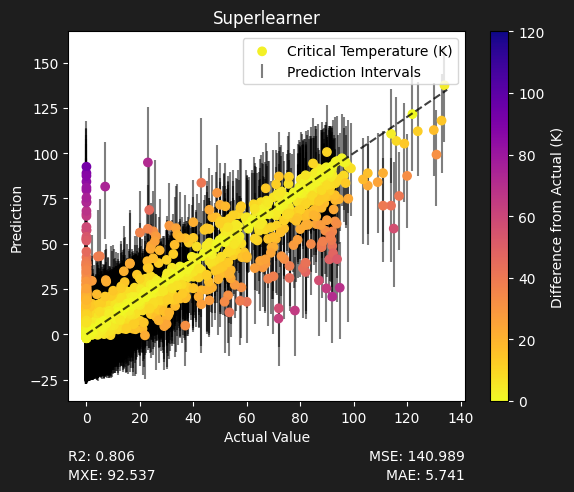 Superlearner
Critical Temperature (K)
Prediction Intervals
Prediction
150
125
100
75
50
25
0
−25
0
20
40
60
80
100
120
140
Actual Value
120
100
80
60
40
20
0
Difference from Actual (K)
R2: 0.806
MSE: 140.989
MXE: 92.537
MAE: 5.741